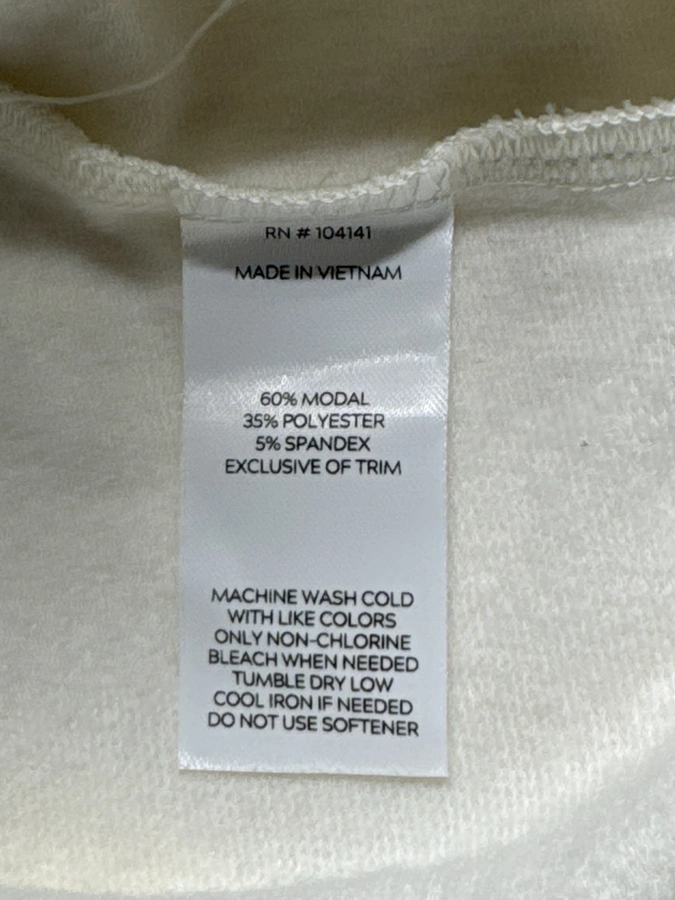 RN # 104141
MADE IN VIETNAM
60% MODAL
35% POLYESTER
5% SPANDEX
EXCLUSIVE OF TRIM
MACHINE WASH COLD
WITH LIKE COLORS
ONLY NON-CHLORINE
BLEACH WHEN NEEDED
TUMBLE DRY LOW
COOL IRON IF NEEDED
DO NOT USE SOFTENER